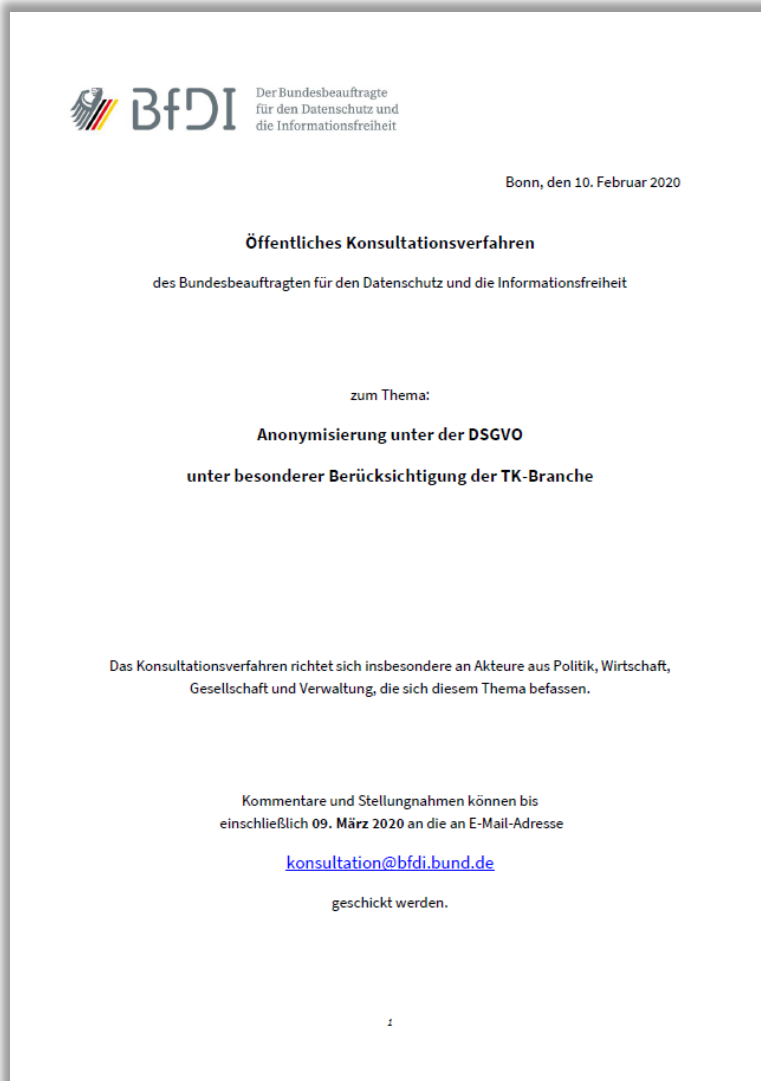 BfDI
Der Bundesbeauftragte
für den Datenschutz und
die Informationsfreiheit
Bonn, den 10. Februar 2020
Öffentliches Konsultationsverfahren
des Bundesbeauftragten für den Datenschutz und die Informationsfreiheit
zum Thema:
Anonymisierung unter der DSGVO
unter besonderer Berücksichtigung der TK-Branche
Das Konsultationsverfahren richtet sich insbesondere an Akteure aus Politik, Wirtschaft,
Gesellschaft und Verwaltung, die sich diesem Thema befassen.
Kommentare und Stellungnahmen können bis
einschließlich 09. März 2020 an die an E-Mail-Adresse
konsultation@bfdi.bund.de
geschickt werden.
1